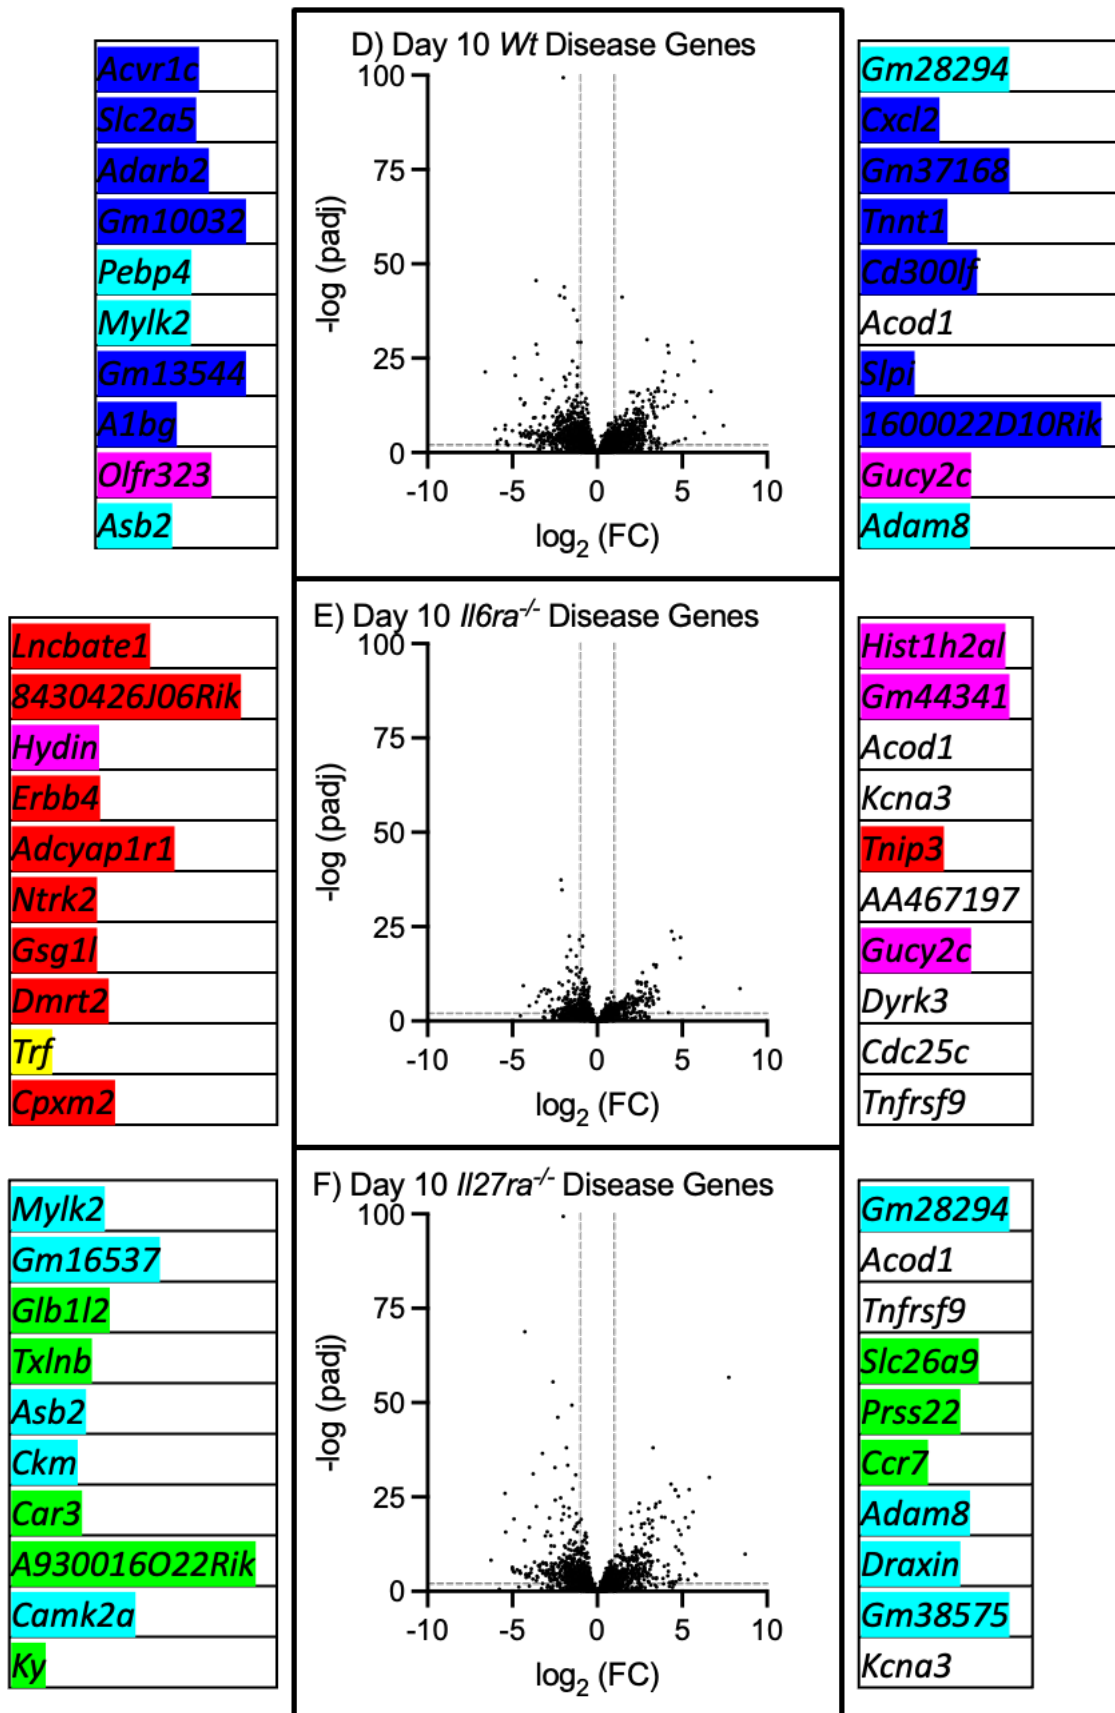 D) Day 10 Wt Disease Genes
Acvr1c
Slc2a5
Adarb2
Gm10032
Pebp4
Mylk2
Gm13544
A1bg
Olfr323
Asb2
-log (padj)
100
75
50
25
0
-10 -5 0 5 10
log2 (FC)
Gm28294
Cxcl2
Gm37168
Tnnt1
Cd300lf
Acod1
Slpi
1600022D10Rik
Gucy2c
Adam8
E) Day 10 Il6ra-/- Disease Genes
Lncbate1
8430426J06Rik
Hydin
Erbb4
Adcyap1r1
Ntrk2
Gsg1l
Dmrt2
Trf
Cpxm2
-log (padj)
100
75
50
25
0
-10 -5 0 5 10
log2 (FC)
Hist1h2al
Gm44341
Acod1
Kcna3
Tnip3
AA467197
Gucy2c
Dyrk3
Cdc25c
Tnfrsf9
F) Day 10 Il27ra-/- Disease Genes
Mylk2
Gm16537
Glb1l2
Txlnb
Asb2
Ckm
Car3
A930016O22Rik
Camk2a
Ky
-log (padj)
100
75
50
25
0
-10 -5 0 5 10
log2 (FC)
Gm28294
Acod1
Tnfrsf9
Slc26a9
Prss22
Ccr7
Adam8
Draxin
Gm38575
Kcna3